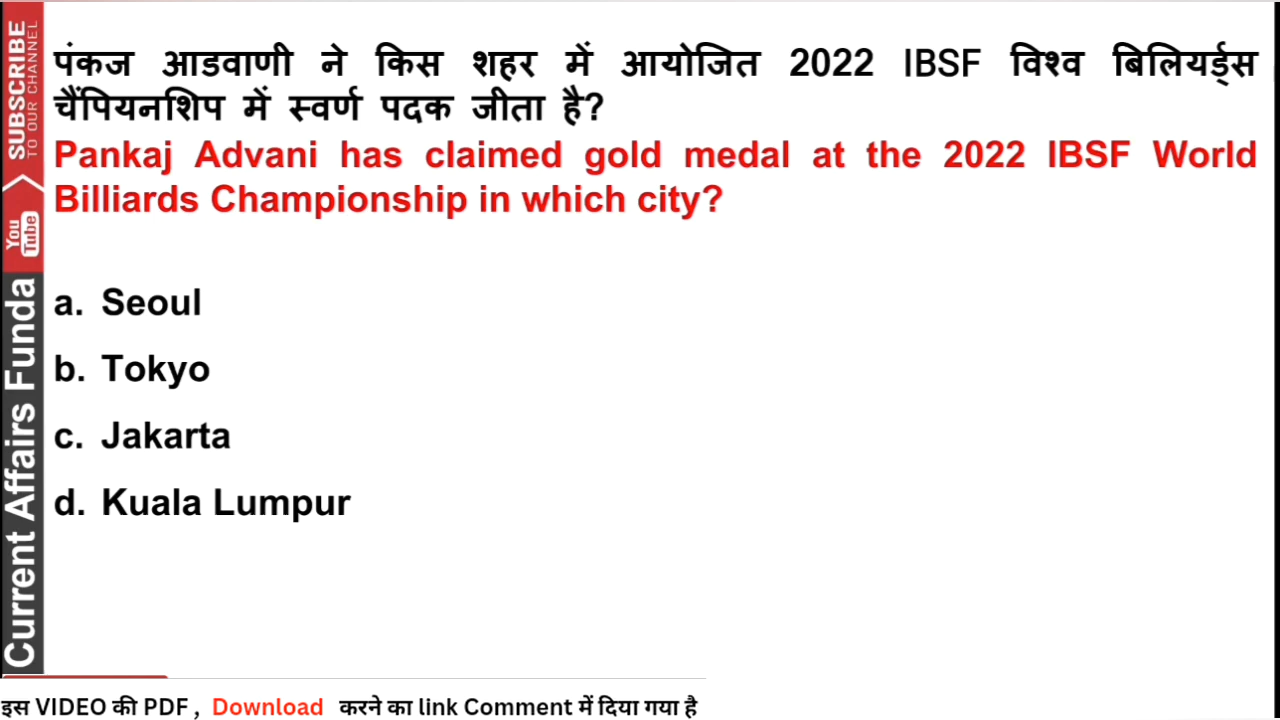 पंकज आडवाणी ने किस शहर में आयोजित 2022 IBSF विश्व बिलियर्ड्स
चैंपियनशिप में स्वर्ण पदक जीता है?
Pankaj Advani has claimed gold medal at the 2022 IBSF World
Billiards Championship in which city?
a. Seoul
b. Tokyo
c. Jakarta
d. Kuala Lumpur
SUBSCRIBE
TO OUR CHANNEL
You
Tube
Current Affairs Funda
इस VIDEO की PDF , Download करने का link Comment में दिया गया है